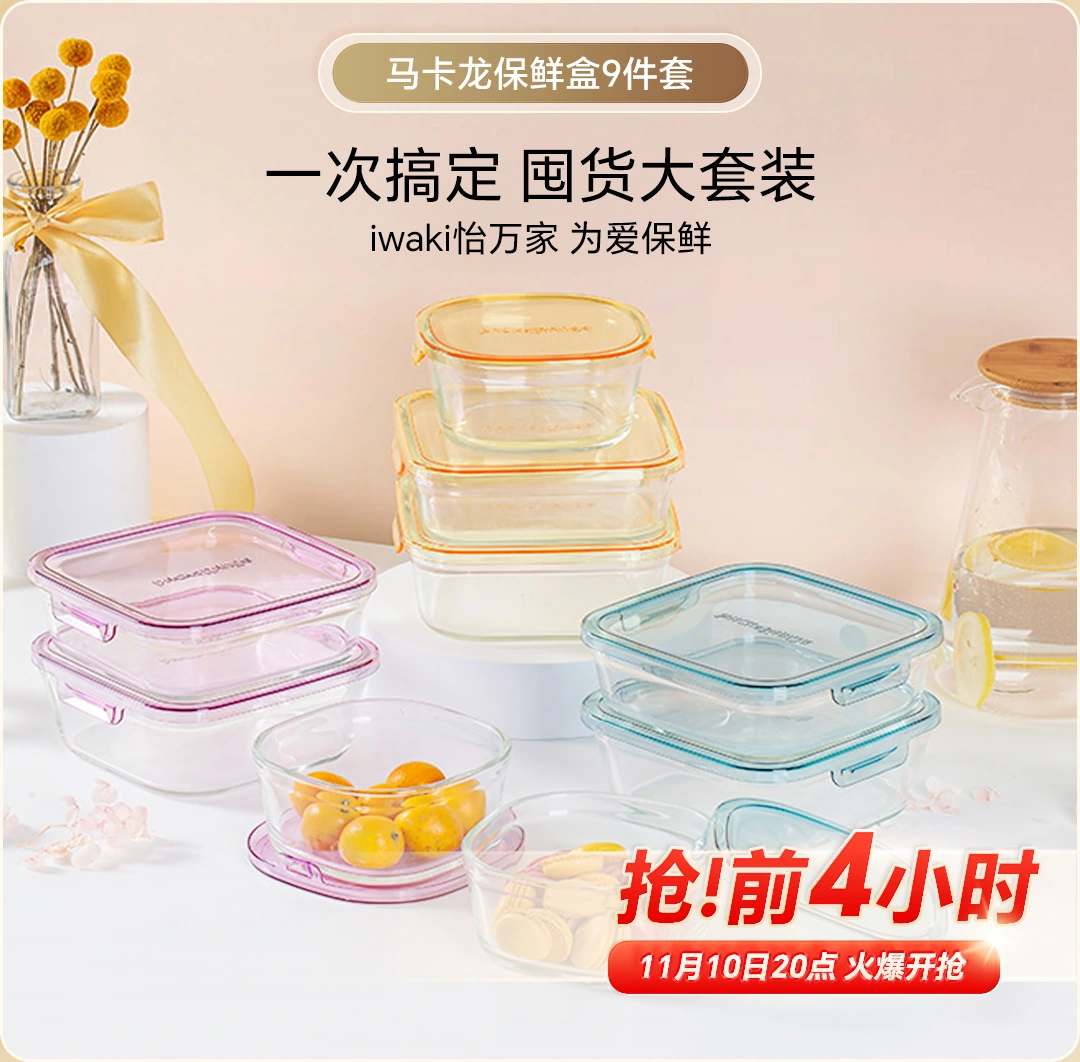 马卡龙保鲜盒9件套
一次搞定 囤货大套装
iwaki怡万家 为爱保鲜
抢!前4小时
11月10日20点 火爆开抢